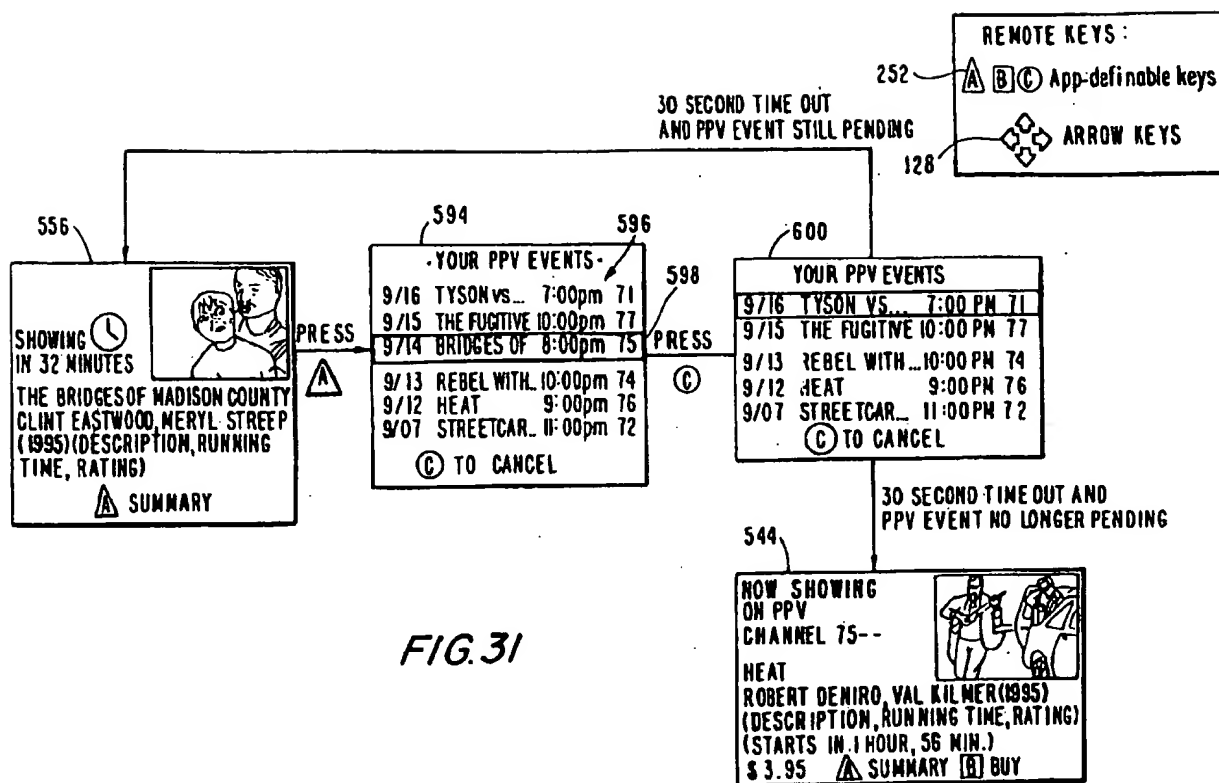 REMOTE KEYS:
252
A B C App-definable keys
ARROW KEYS
128
30 SECOND TIME OUT
AND PPV EVENT STILL PENDING
556
SHOWING
IN 32 MINUTES
THE BRIDGES OF MADISON COUNTY
CLINT EASTWOOD, MERYL STREEP
(1995)(DESCRIPTION, RUNNING
TIME, RATING)
A SUMMARY
PRESS
A
594
596
598
-YOUR PPV EVENTS-
9/16 TYSON VS... 7:00pm 71
9/15 THE FUGITIVE 10:00pm 77
9/14 BRIDGES OF 8:00pm 75
9/13 REBEL WITH... 10:00pm 74
9/12 HEAT 9:00pm 76
9/07 STREETCAR... 11:00pm 72
C TO CANCEL
PRESS
C
600
YOUR PPV EVENTS
9/16 TYSON VS... 7:00 PM 71
9/15 THE FUGITIVE 10:00 PM 77
9/13 REBEL WITH... 10:00 PM 74
9/12 HEAT 9:00 PM 76
9/07 STREETCAR... 11:00 PM 72
C TO CANCEL
30 SECOND TIME OUT AND
PPV EVENT NO LONGER PENDING
544
NOW SHOWING
ON PPV
CHANNEL 75--
HEAT
ROBERT DENIRO, VAL KILMER (1995)
(DESCRIPTION, RUNNING TIME, RATING)
(STARTS IN 1 HOUR, 56 MIN.)
$3.95 A SUMMARY B BUY
FIG.31